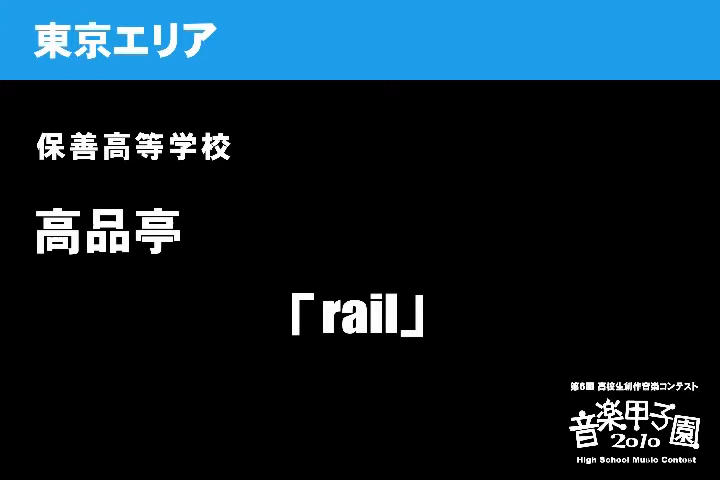 東京エリア
保善高等学校
高品亭
「rail」
第6回 高校生創作音楽コンテスト
音楽甲子園
2010
High School Music Contest